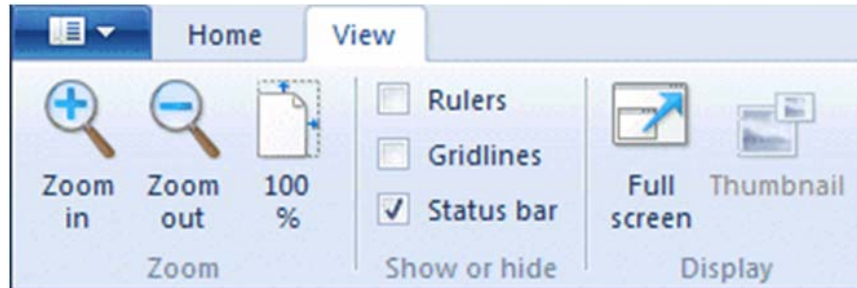 Home View
Rulers
Gridlines
Status bar
Zoom in
Zoom out
100 %
Full screen
Thumbnail
Zoom
Show or hide
Display